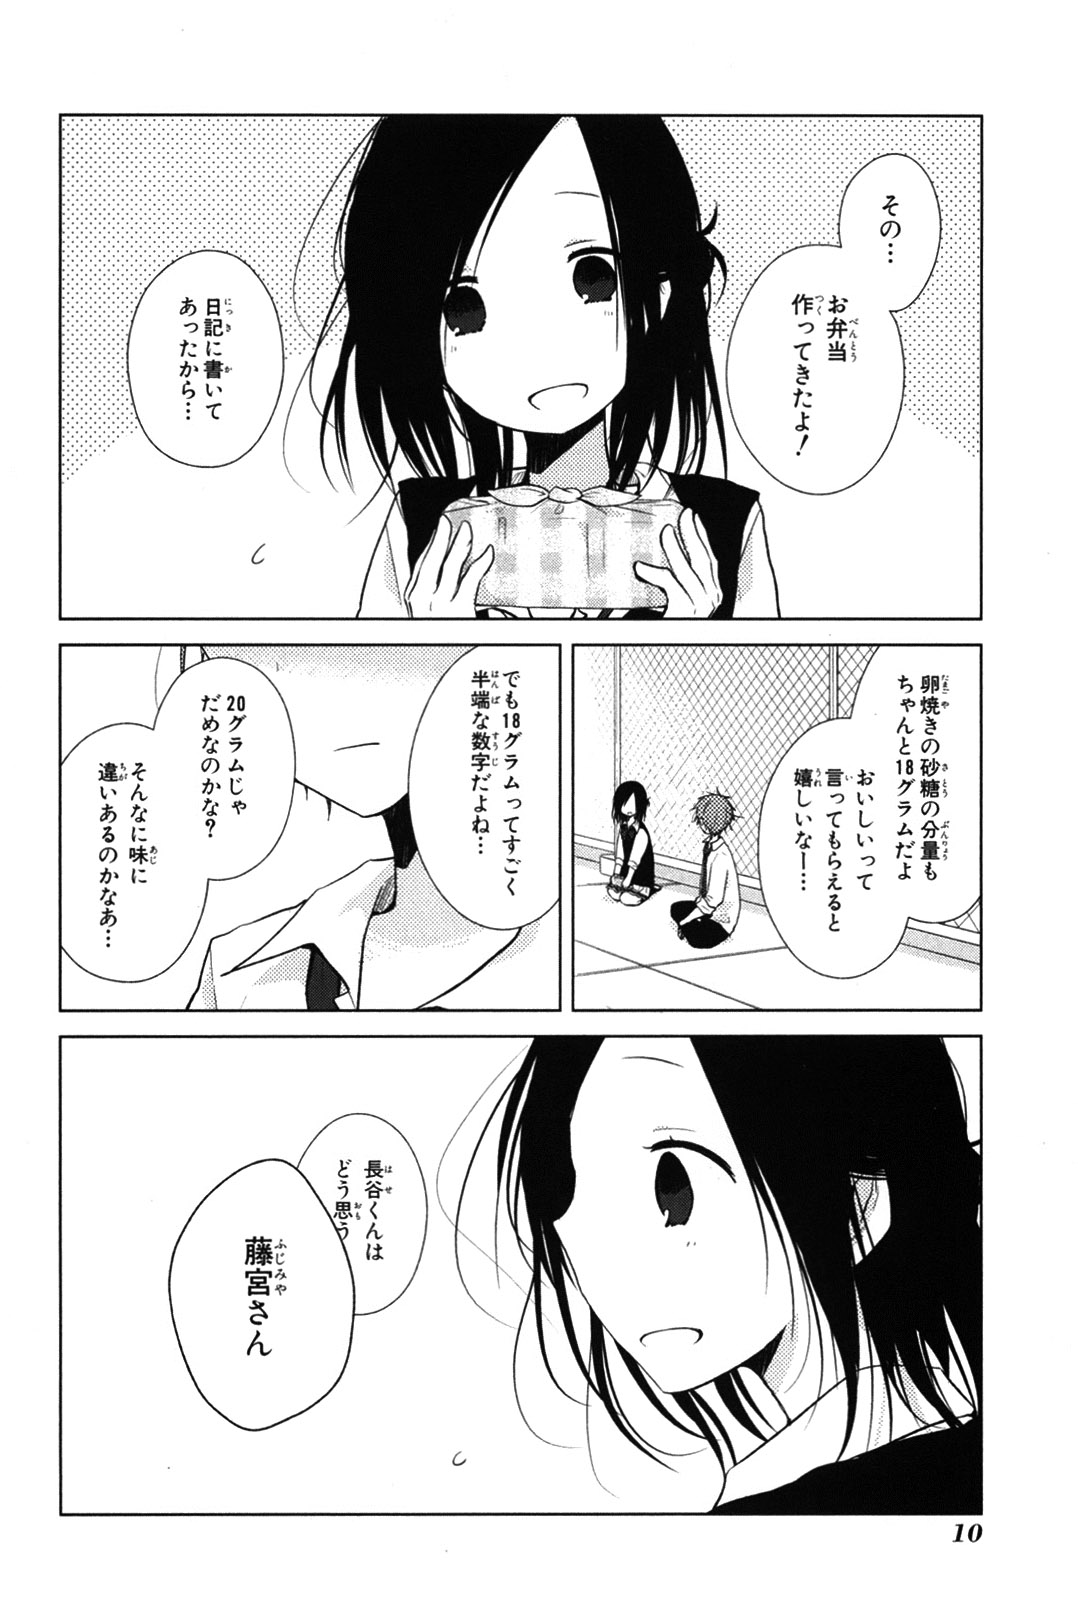 その…
お弁当
作ってきたよ！
日記に書いて
あったから…
卵焼きの砂糖の分量も
ちゃんと18グラムだよ
おいしいって
言ってもらえると
嬉しいなー…
でも18グラムってすごく
半端な数字だよね…
20グラムじゃ
だめなのかな？
そんなに味に
違いあるのかなあ…
長谷くんは
どう思う
藤宮さん
10